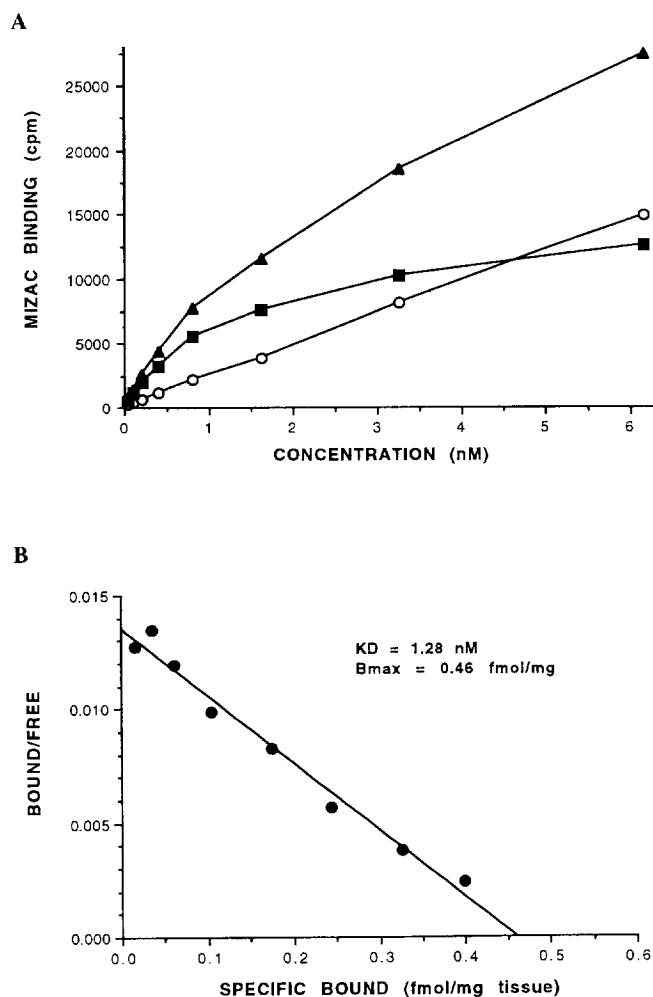 A
MIZAC BINDING (cpm)
25000
20000
15000
10000
5000
0
0 1 2 3 4 5 6
CONCENTRATION (nM)
B
BOUND/FREE
0.015
0.010
0.005
0.000
KD = 1.28 nM
Bmax = 0.46 fmol/mg
0.0 0.1 0.2 0.3 0.4 0.5 0.6
SPECIFIC BOUND (fmol/mg tissue)